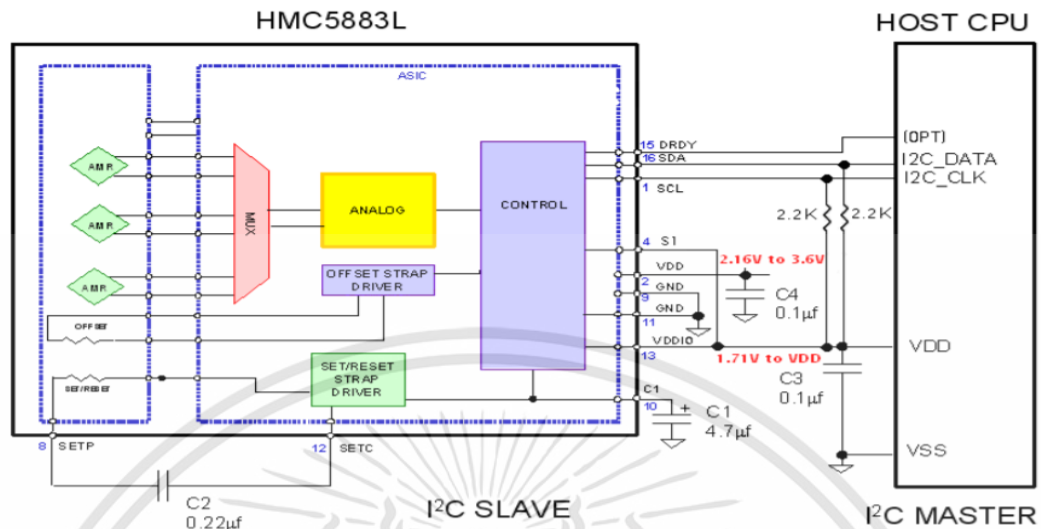 HMC5883L
HOST CPU
ASIC
AMR
AMR
AMR
MUX
ANALOG
CONTROL
OFFSET STRAP
DRIVER
OFFSET
SET/RESET
SET/RESET
STRAP
DRIVER
15 DRDY
16 SDA
1 SCL
4 S1
VDD
2
GND
9
GND
11
VDDIO
13
C1
10
8 SETP
12 SETC
(OPT)
I2C_DATA
I2C_CLK
2.2K
2.2K
2.16V to 3.6V
C4
0.1µf
1.71V to VDD
VDD
C3
0.1µf
+
C1
4.7µf
VSS
C2
0.22µf
I²C SLAVE
I²C MASTER